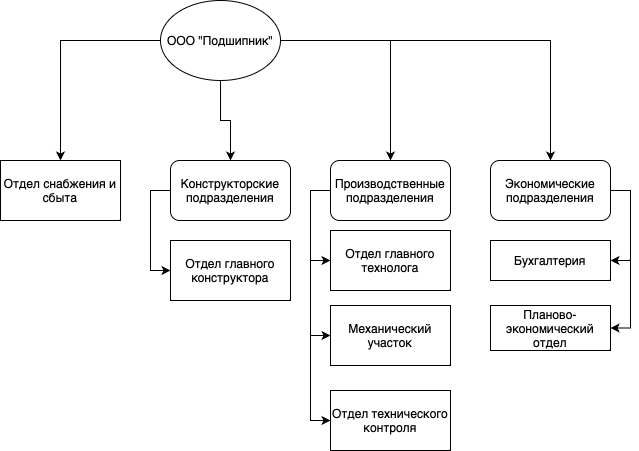 ООО "Подшипник"
Отдел снабжения и
сбыта
Конструкторские
подразделения
Производственные
подразделения
Экономические
подразделения
Отдел главного
конструктора
Отдел главного
технолога
Бухгалтерия
Механический
участок
Планово-
экономический
отдел
Отдел технического
контроля